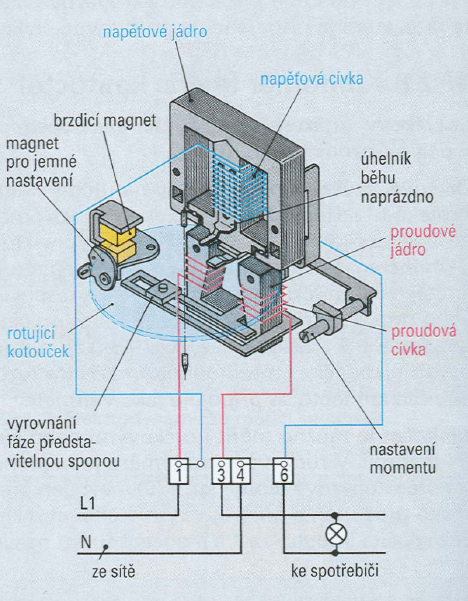 napěťové jádro
napěťová cívka
brzdicí magnet
magnet
pro jemné
nastavení
úhelník
běhu
naprázdno
proudové
jádro
rotující
kotouček
proudová
cívka
vyrovnání
fáze předsta-
vitelnou sponou
nastavení
momentu
1 3 4 6
L1
N
ze sítě
ke spotřebiči